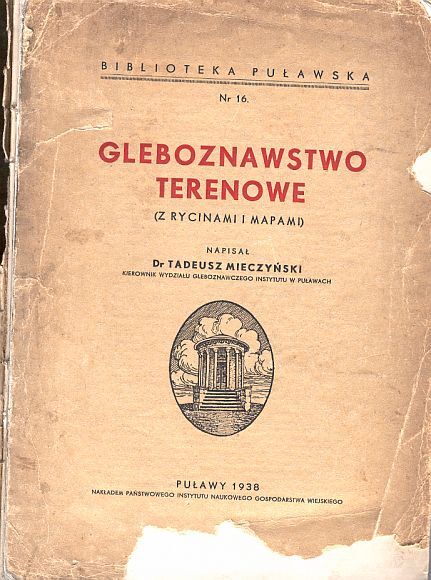 BIBLIOTEKA PUŁAWSKA
Nr 16.
GLEBOZNAWSTWO
TERENOWE
(Z RYCINAMI I MAPAMI)
NAPISAŁ
Dr TADEUSZ MIECZYŃSKI
KIEROWNIK WYDZIAŁU GLEBOZNAWCZEGO INSTYTUTU W PUŁAWACH
PUŁAWY 1938
NAKŁADEM PAŃSTWOWEGO INSTYTUTU NAUKOWEGO GOSPODARSTWA WIEJSKIEGO